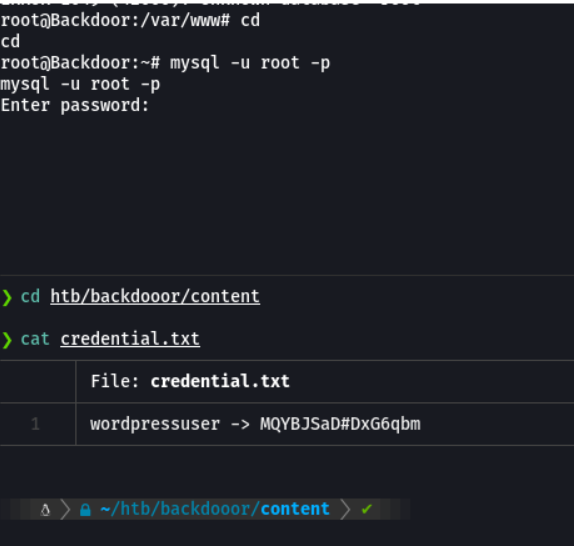 root@Backdoor:/var/www# cd
cd
root@Backdoor:~# mysql -u root -p
mysql -u root -p
Enter password:
❯ cd htb/backdooor/content
❯ cat credential.txt
File: credential.txt
1 wordpressuser -> MQYBJSaD#DxG6qbm
~/htb/backdooor/content ✔